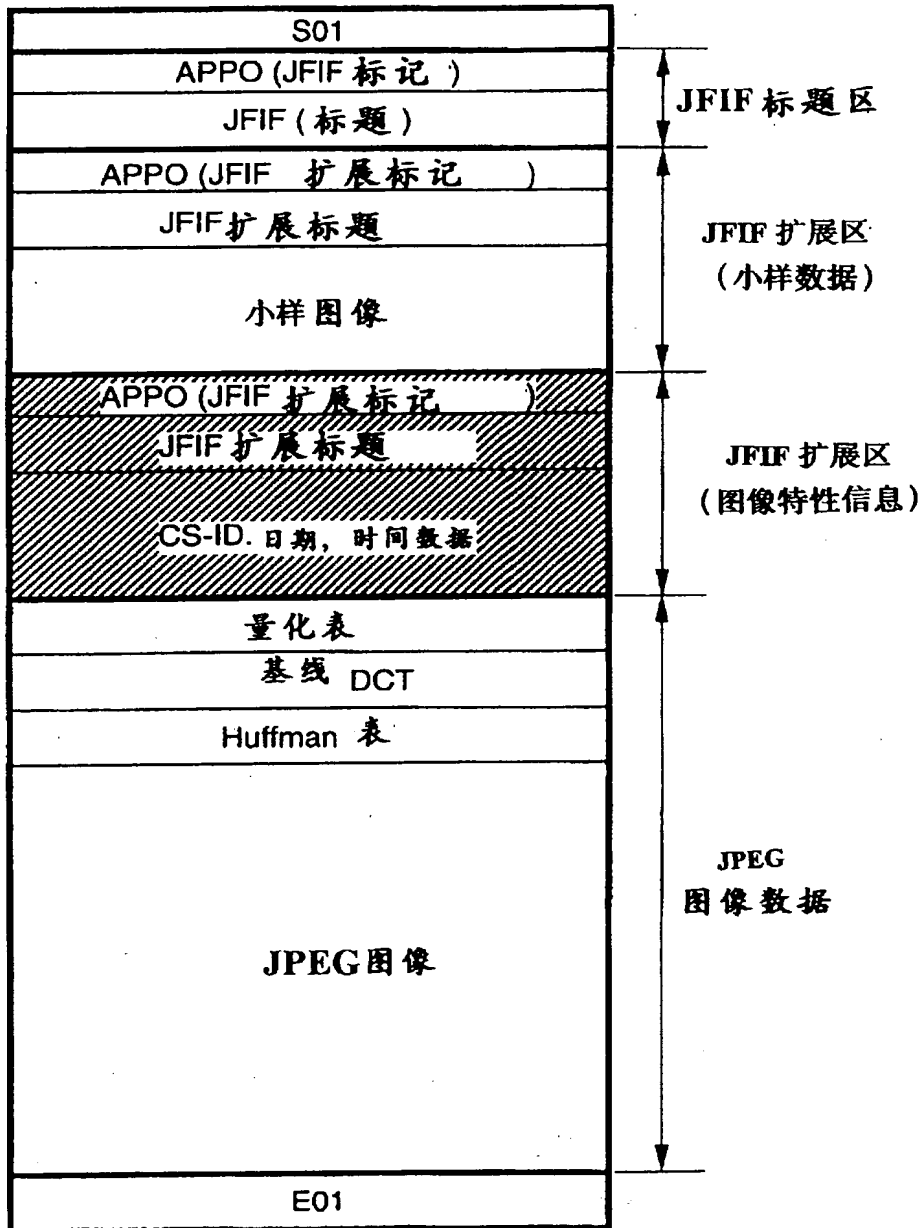 S01
APPO (JFIF 标记 )
JFIF (标题)
JFIF 标题区
APPO (JFIF 扩展标记 )
JFIF扩展标题
小样图像
JFIF 扩展区
(小样数据)
APPO (JFIF 扩展标记 )
JFIF 扩展标题
CS-ID. 日期, 时间数据
JFIF 扩展区
(图像特性信息)
量化表
基线 DCT
Huffman 表
JPEG图像
JPEG
图像数据
E01